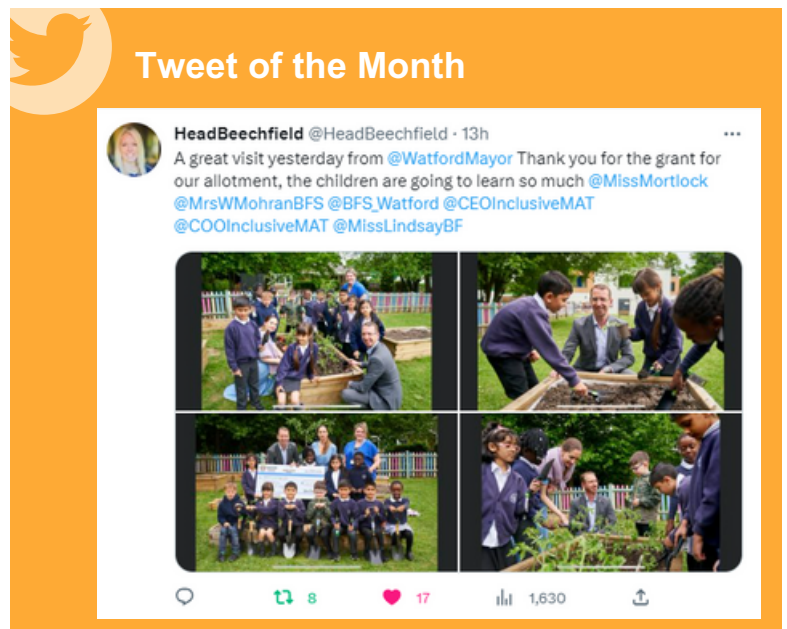 Tweet of the Month
HeadBeechfield @HeadBeechfield · 13h
A great visit yesterday from @WatfordMayor Thank you for the grant for
our allotment, the children are going to learn so much @MissMortlock
@MrsWMohranBFS @BFS_Watford @CEOInclusiveMAT
@COOInclusiveMAT @MissLindsayBF
8 17 1,630